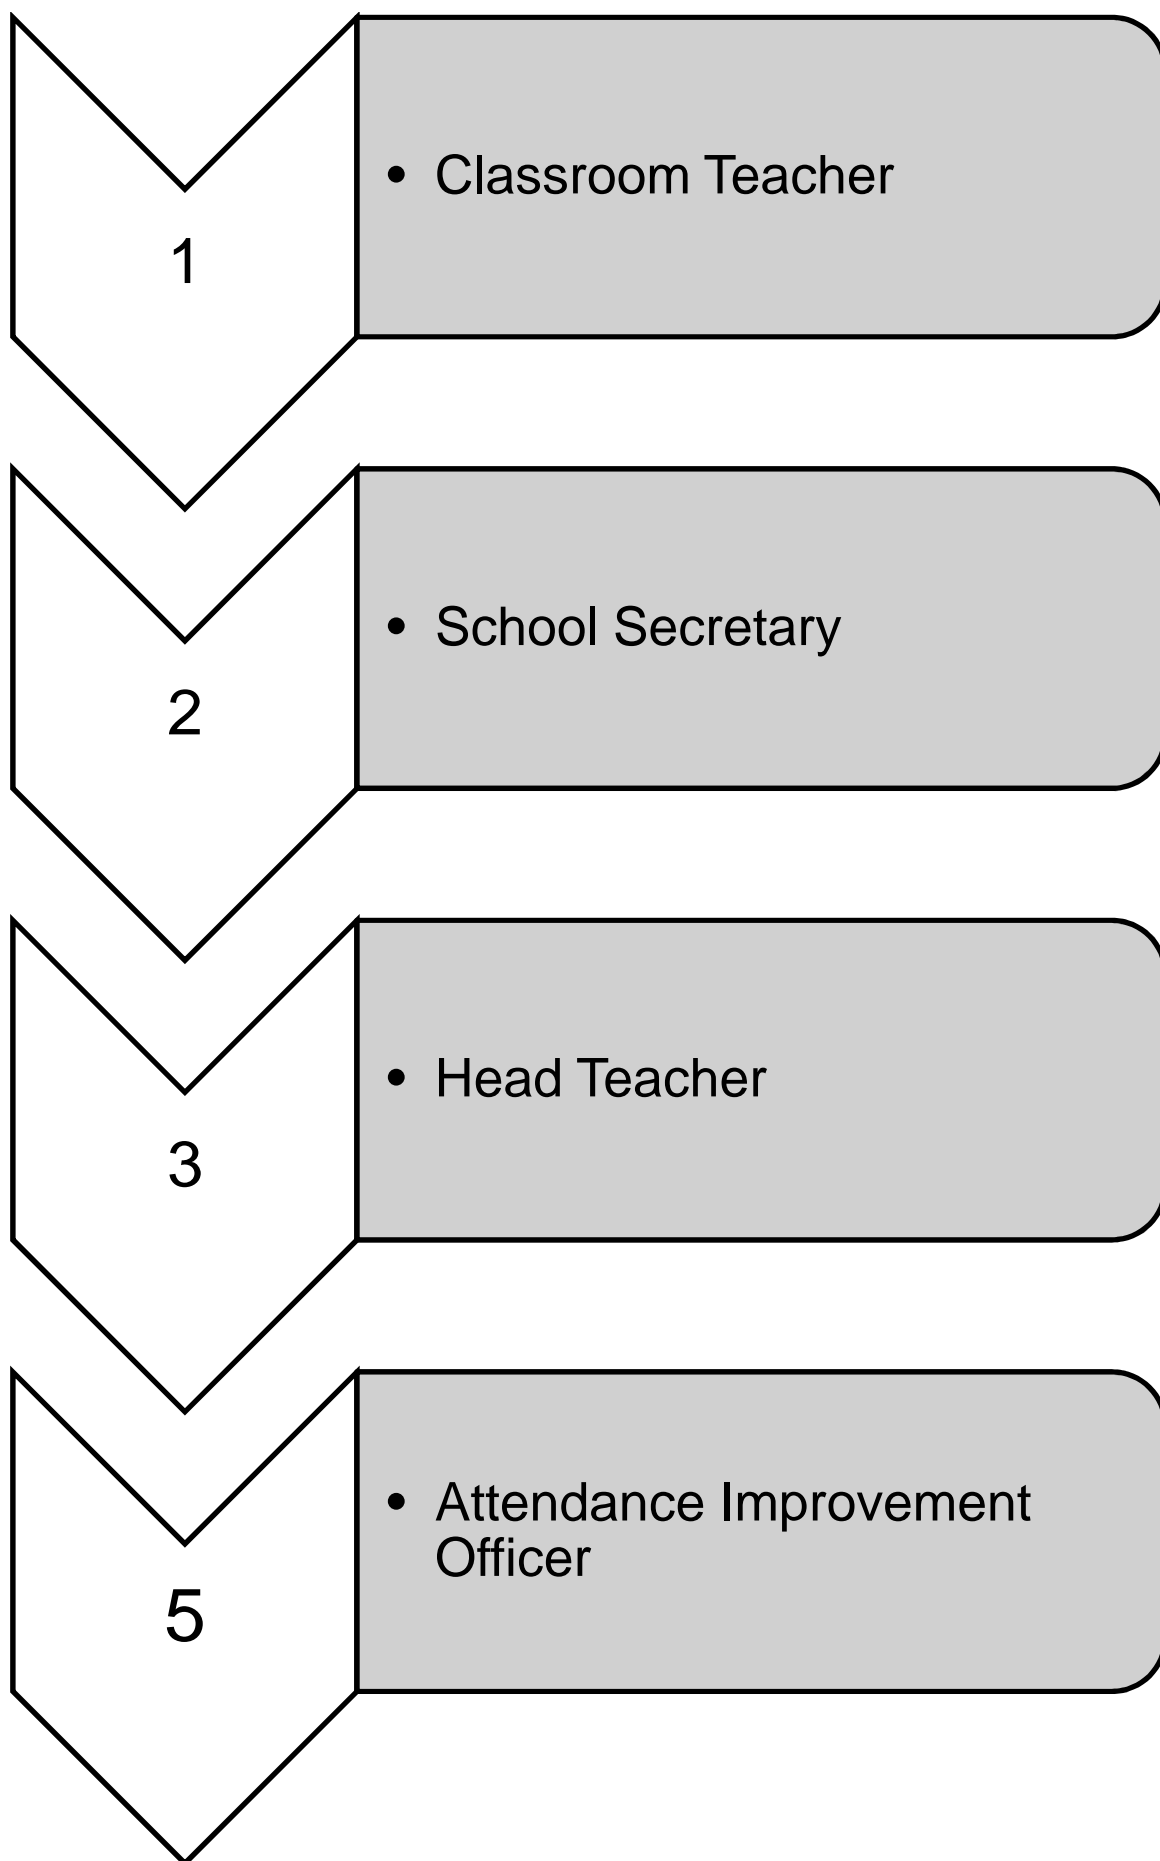 1
• Classroom Teacher
2
• School Secretary
3
• Head Teacher
5
• Attendance Improvement
Officer